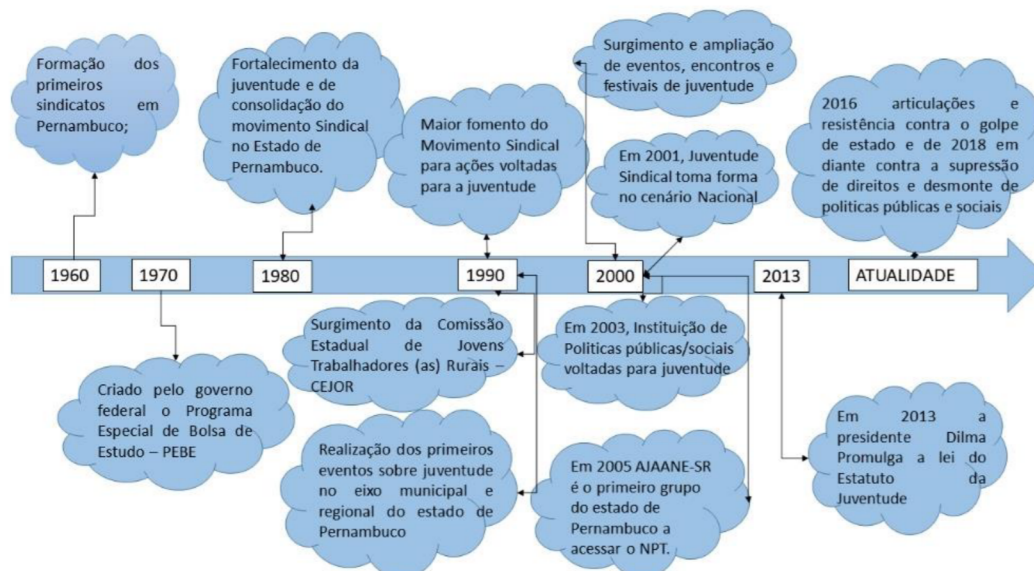 Formação dos
primeiros
sindicatos em
Pernambuco;
Fortalecimento da
juventude e de
consolidação do
movimento Sindical
no Estado de
Pernambuco.
Maior fomento do
Movimento Sindical
para ações voltadas
para a juventude
Surgimento e ampliação
de eventos, encontros e
festivais de juventude
Em 2001, Juventude
Sindical toma forma
no cenário Nacional
2016 articulações e
resistência contra o golpe
de estado e de 2018 em
diante contra a supressão
de direitos e desmonte de
politicas públicas e sociais
1960
1970
1980
1990
2000
2013
ATUALIDADE
Criado pelo governo
federal o Programa
Especial de Bolsa de
Estudo – PEBE
Surgimento da Comissão
Estadual de Jovens
Trabalhadores (as) Rurais –
CEJOR
Realização dos primeiros
eventos sobre juventude
no eixo municipal e
regional do estado de
Pernambuco
Em 2003, Instituição de
Politicas públicas/sociais
voltadas para juventude
Em 2005 AJAANE-SR
é o primeiro grupo
do estado de
Pernambuco a
acessar o NPT.
Em 2013 a
presidente Dilma
Promulga a lei do
Estatuto da
Juventude